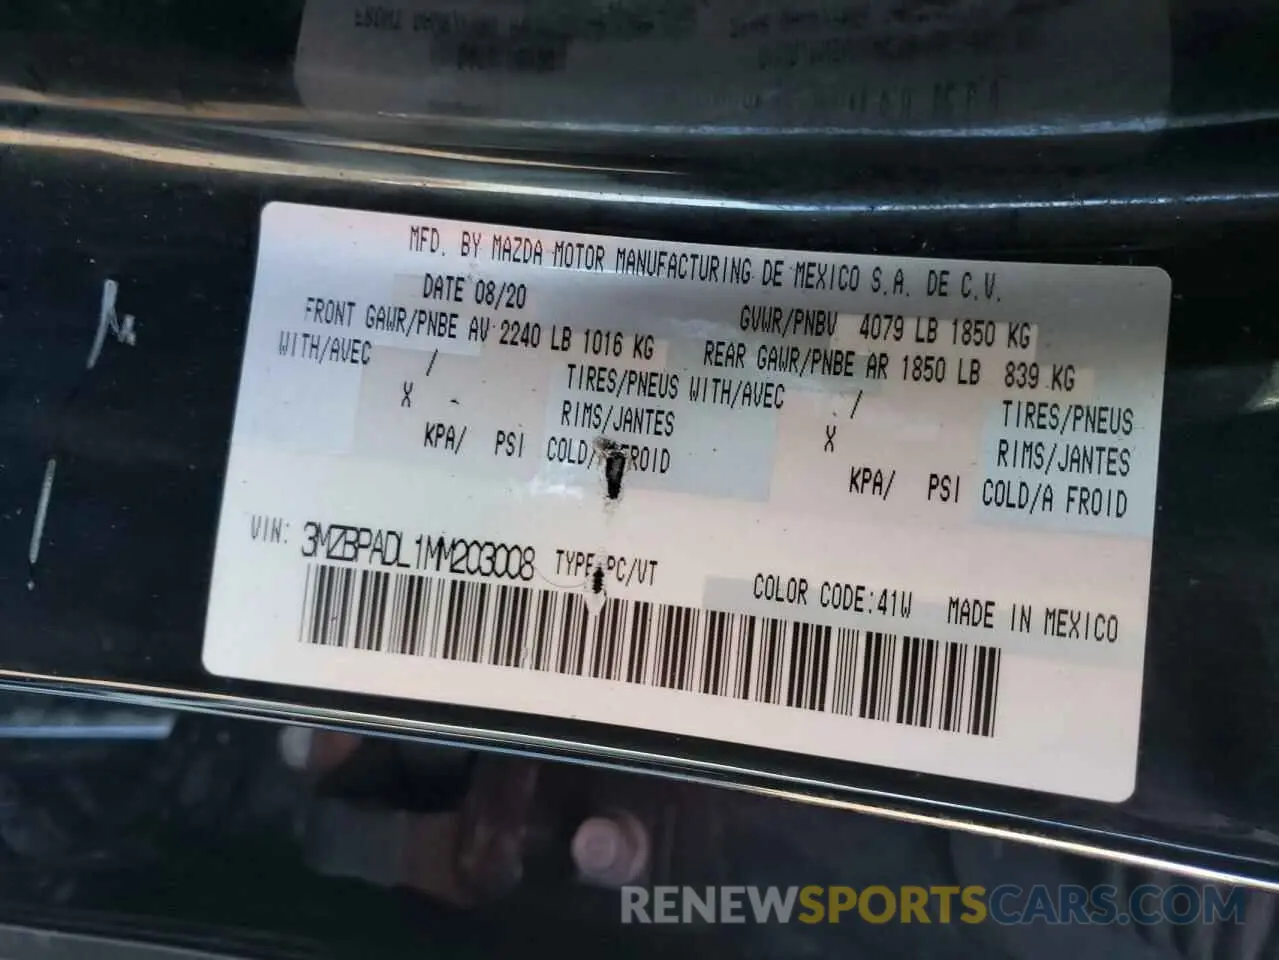 MFD. BY MAZDA MOTOR MANUFACTURING DE MEXICO S.A. DE C.V.
DATE 08/20 GVWR/PNBV 4079 LB 1850 KG
FRONT GAWR/PNBE AV 2240 LB 1016 KG REAR GAWR/PNBE AR 1850 LB 839 KG
WITH/AVEC / TIRES/PNEUS WITH/AVEC / TIRES/PNEUS
X - RIMS/JANTES X RIMS/JANTES
KPA/ PSI COLD/A FROID KPA/ PSI COLD/A FROID
VIN: 3MZBPADL1MM203008 TYPE:PC/VT COLOR CODE:41W MADE IN MEXICO
RENEWSPORTSCARS.COM